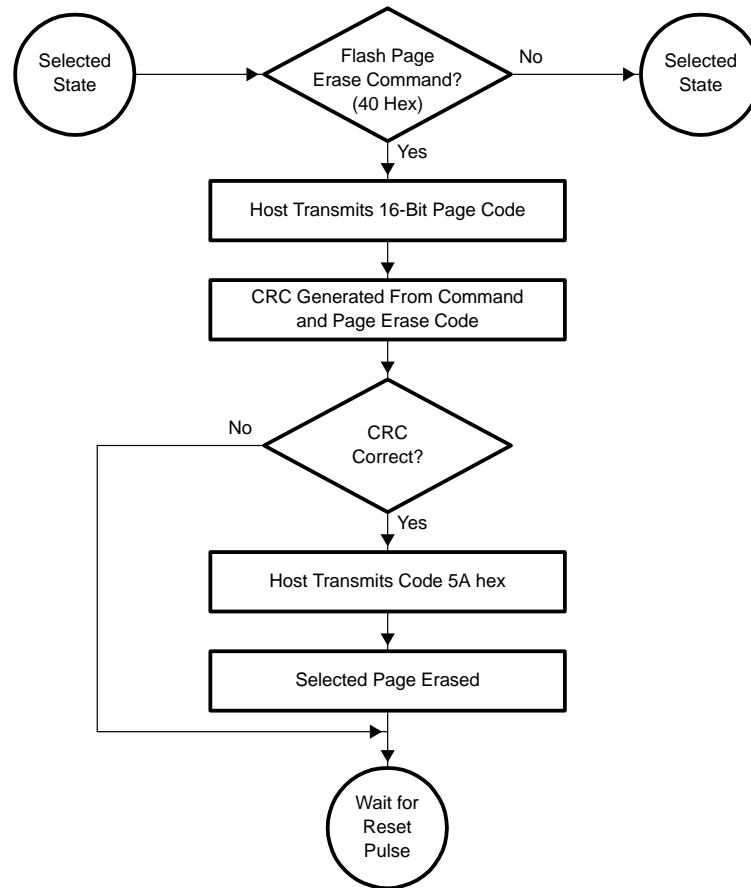 Selected
State
Flash Page
Erase Command?
(40 Hex)
No
Selected
State
Yes
Host Transmits 16-Bit Page Code
CRC Generated From Command
and Page Erase Code
No
CRC
Correct?
Yes
Host Transmits Code 5A hex
Selected Page Erased
Wait for
Reset
Pulse